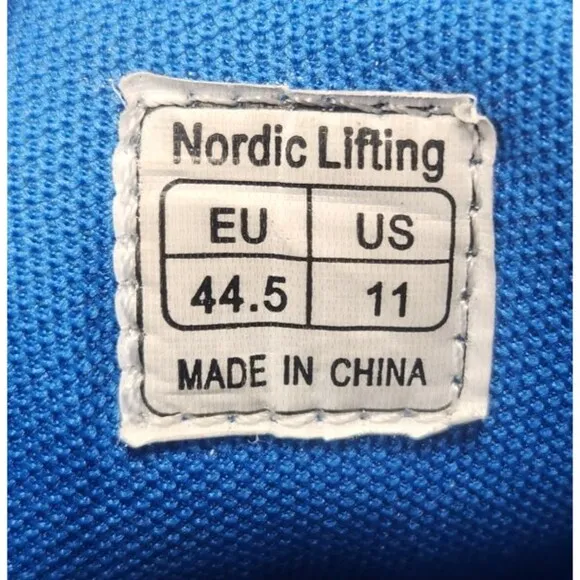 Nordic Lifting
EU US
44.5 11
MADE IN CHINA